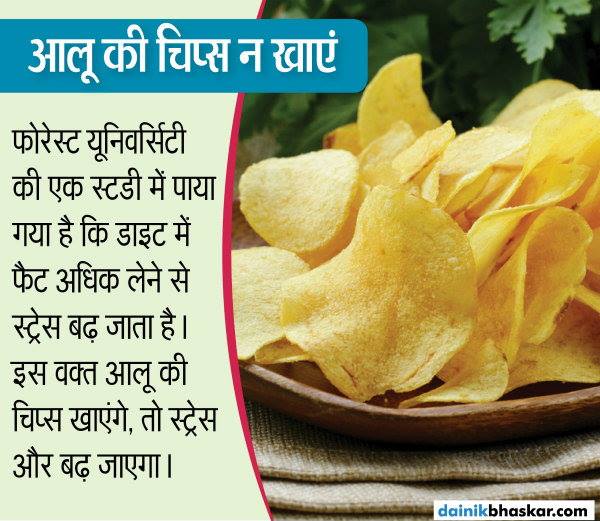 आलू की चिप्स न खाएं
फोरेस्ट यूनिवर्सिटी
की एक स्टडी में पाया
गया है कि डाइट में
फैट अधिक लेने से
स्ट्रेस बढ़ जाता है।
इस वक्त आलू की
चिप्स खाएंगे, तो स्ट्रेस
और बढ़ जाएगा।
dainikbhaskar.com